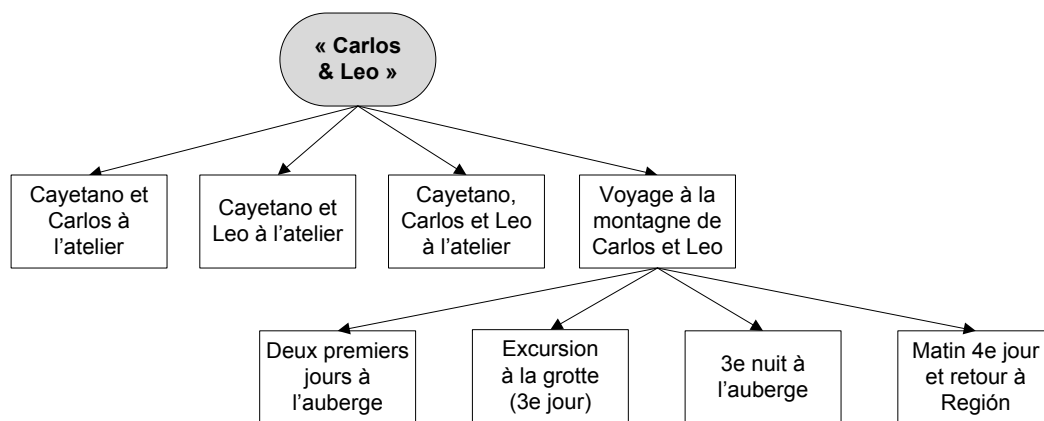 « Carlos
& Leo »
Cayetano et
Carlos à
l’atelier
Cayetano et
Leo à l’atelier
Cayetano,
Carlos et Leo
à l’atelier
Voyage à la
montagne de
Carlos et Leo
Deux premiers
jours à
l’auberge
Excursion
à la grotte
(3e jour)
3e nuit à
l’auberge
Matin 4e jour
et retour à
Región